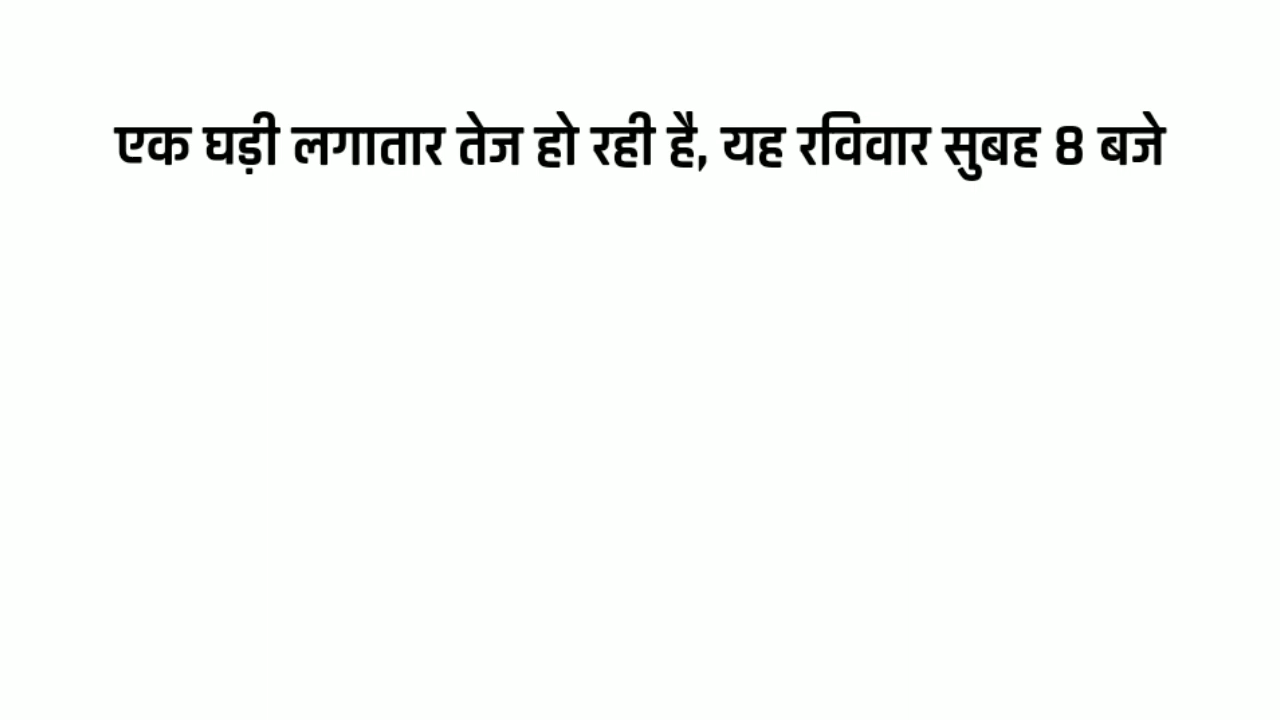 एक घड़ी लगातार तेज हो रही है, यह रविवार सुबह 8 बजे